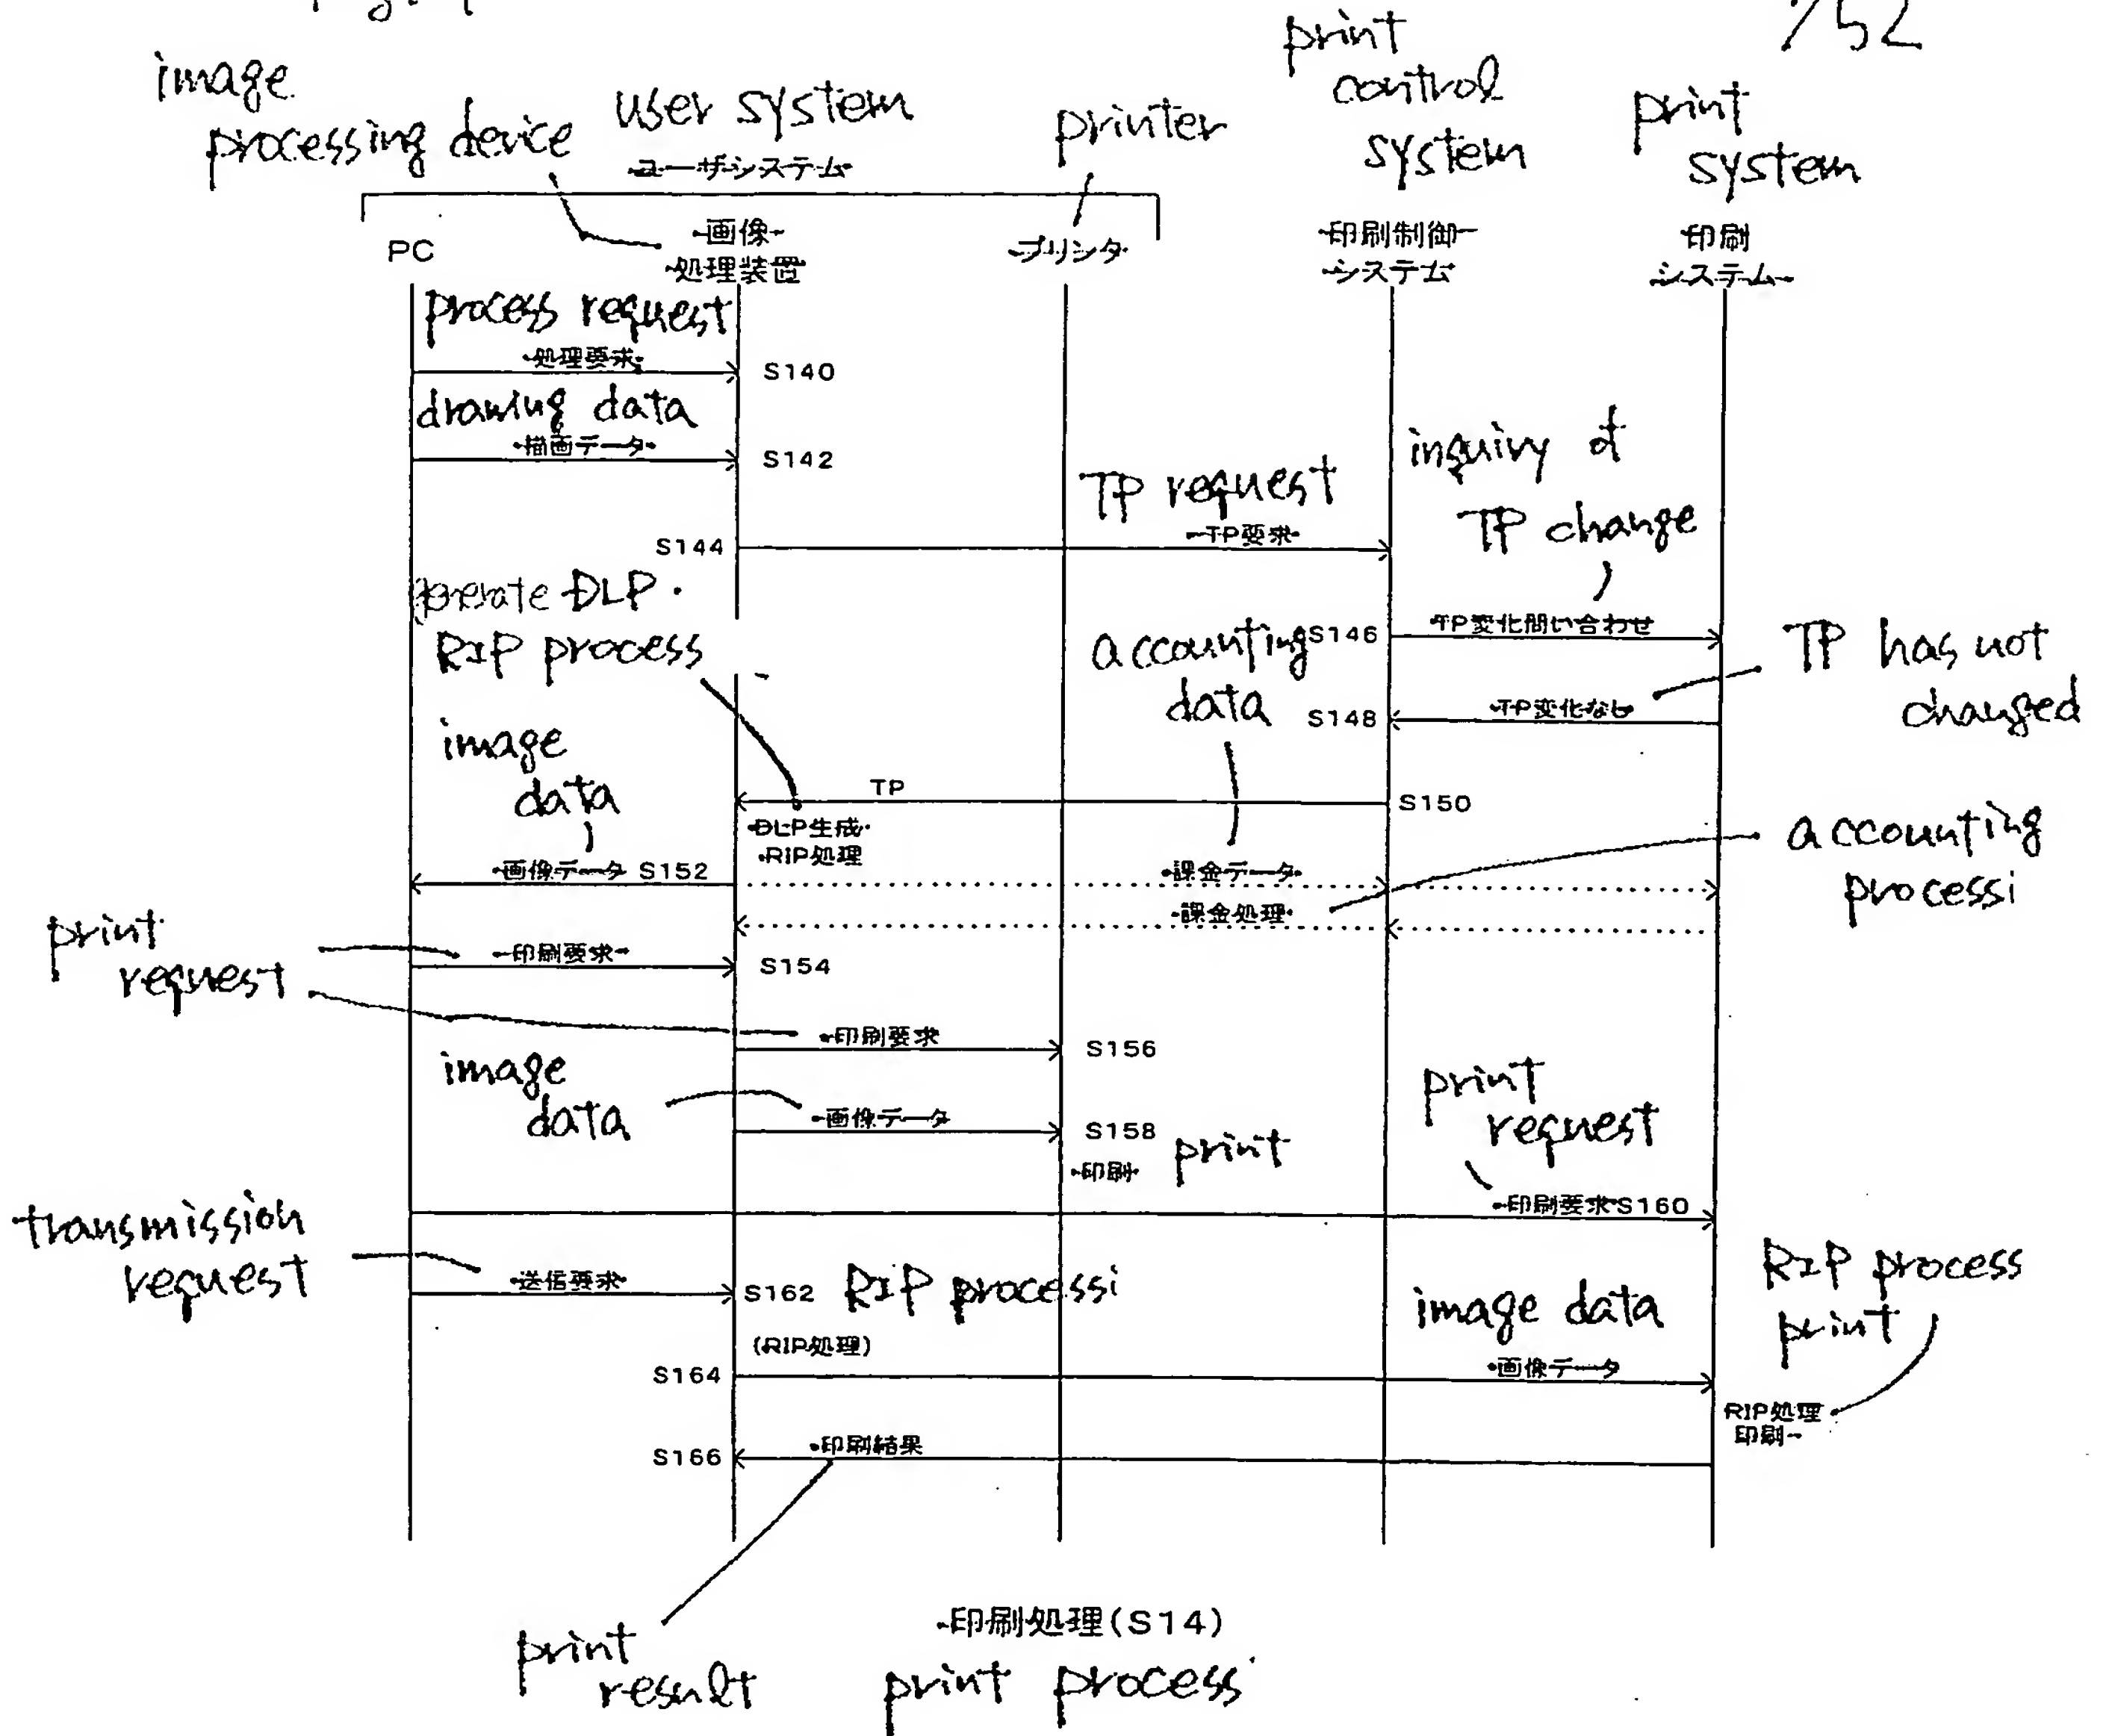 152
image
processing device
user system
printer
print
control
system
print
system
ユーザシステム
PC
画像
処理装置
プリンタ
印刷制御
システム
印刷
システム
process request
処理要求
S140
drawing data
描画データ
S142
TP request
S144
TP要求
inquiry of
TP change
generate DLP
RIP process
accounting
data
S146
TP変化問い合わせ
TP has not
changed
S148
TP変化なし
image
data
TP
S150
DLP生成
RIP処理
accounting
processi
画像データ S152
課金データ
課金処理
print
request
印刷要求
S154
印刷要求
S156
image
data
画像データ
S158
印刷
print
print
request
印刷要求 S160
transmission
request
送信要求
S162
RIP processi
(RIP処理)
image data
RIP process
print
S164
画像データ
RIP処理
印刷
S166
印刷結果
print
result
印刷処理(S14)
print process